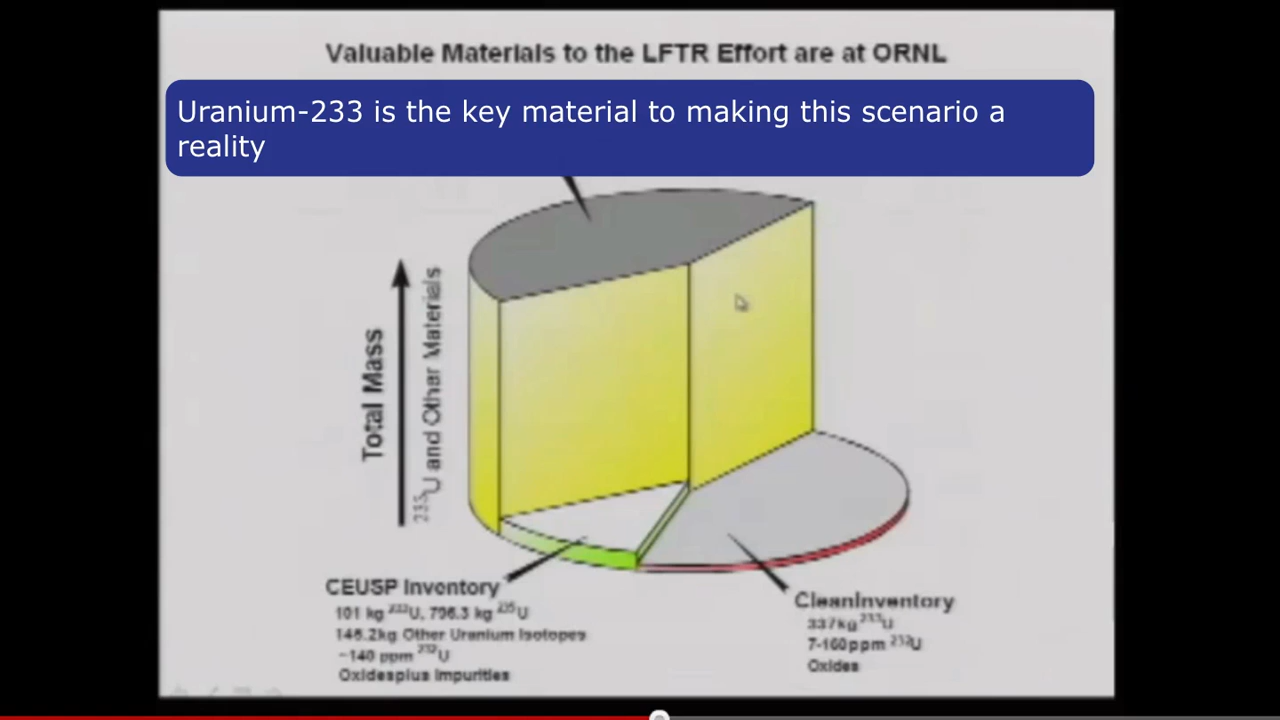 Valuable Materials to the LFTR Effort are at ORNL
Uranium-233 is the key material to making this scenario a
reality
Total Mass
²³³U and Other Materials
CEUSP Inventory
101 kg ²³³U, 796.3 kg ²³⁵U
146.2kg Other Uranium Isotopes
~140 ppm ²³²U
Oxidesplus Impurities
CleanInventory
337kg ²³³U
7-160ppm ²³²U
Oxides